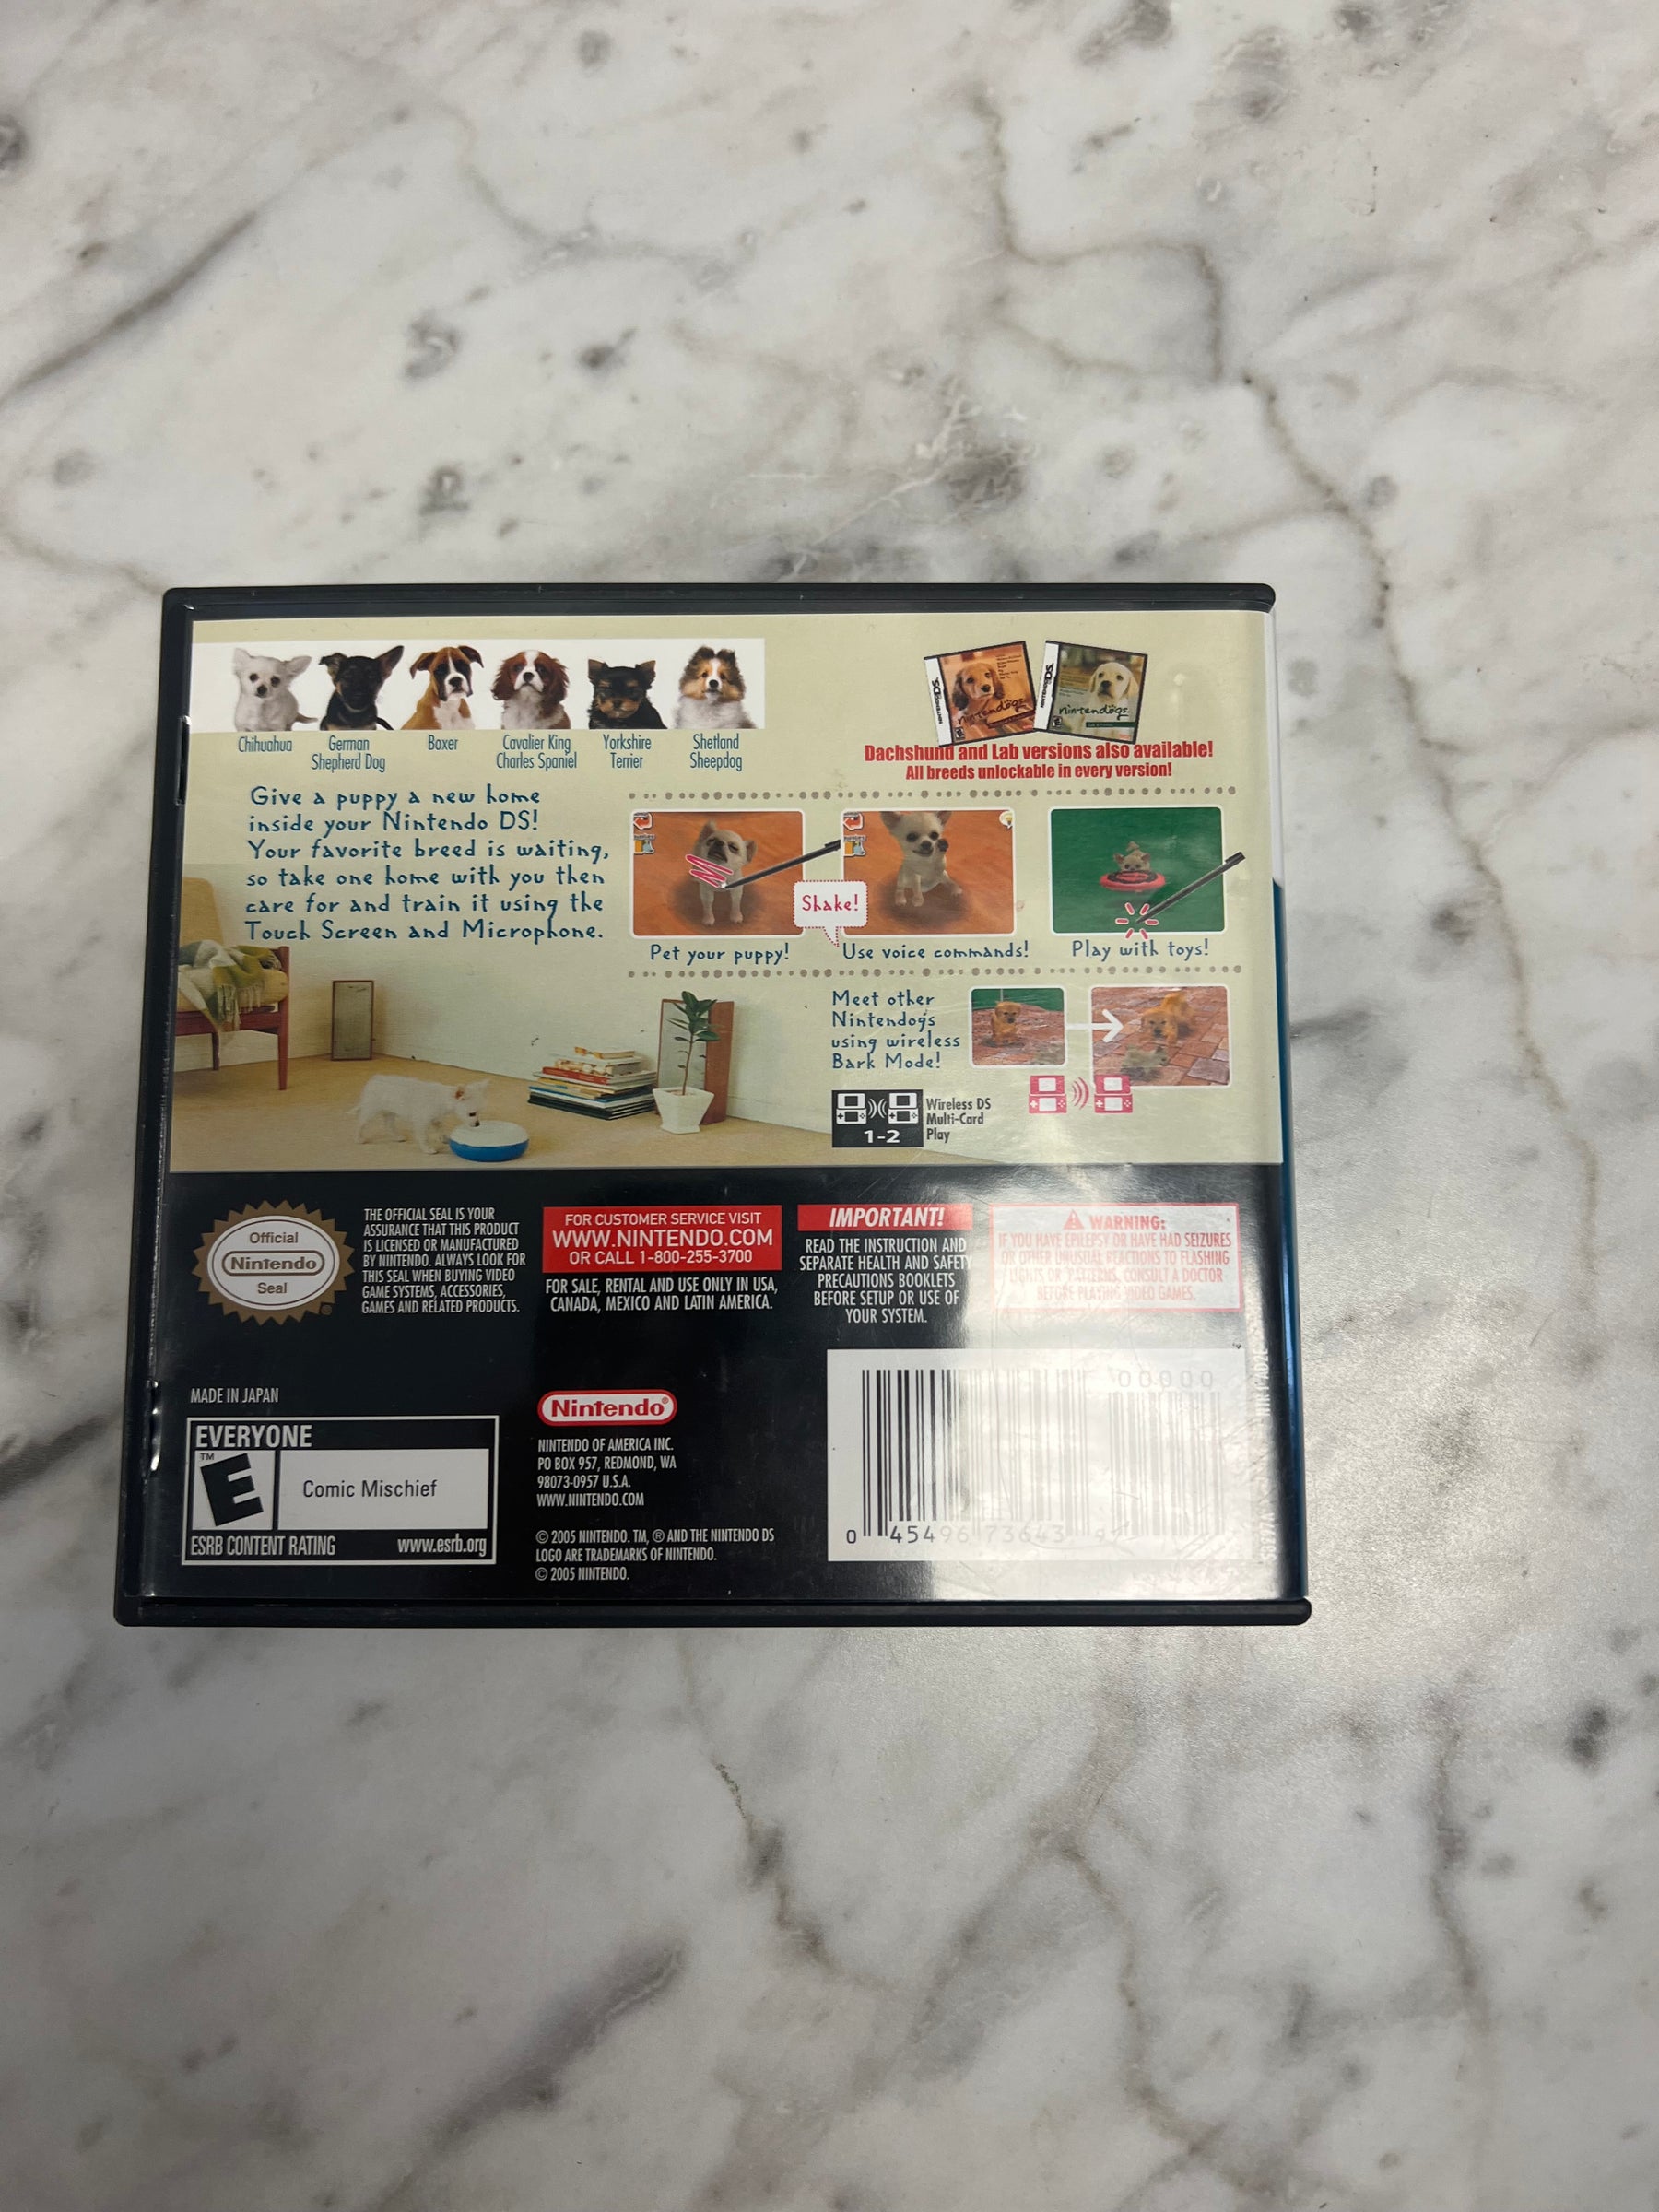 Chihuahua
German
Shepherd Dog
Boxer
Cavalier King
Charles Spaniel
Yorkshire
Terrier
Shetland
Sheepdog
NINTENDO DS
nintendogs
NINTENDO DS
nintendogs
Dachshund and Lab versions also available!
All breeds unlockable in every version!
Give a puppy a new home
inside your Nintendo DS!
Your favorite breed is waiting,
so take one home with you then
care for and train it using the
Touch Screen and Microphone.
Shake!
Pet your puppy!
Use voice commands!
Play with toys!
Meet other
Nintendogs
using wireless
Bark Mode!
1-2
Wireless DS
Multi-Card
Play
Official
Nintendo
Seal
THE OFFICIAL SEAL IS YOUR
ASSURANCE THAT THIS PRODUCT
IS LICENSED OR MANUFACTURED
BY NINTENDO. ALWAYS LOOK FOR
THIS SEAL WHEN BUYING VIDEO
GAME SYSTEMS, ACCESSORIES,
GAMES AND RELATED PRODUCTS.
FOR CUSTOMER SERVICE VISIT
WWW.NINTENDO.COM
OR CALL 1-800-255-3700
FOR SALE, RENTAL AND USE ONLY IN USA,
CANADA, MEXICO AND LATIN AMERICA.
IMPORTANT!
READ THE INSTRUCTION AND
SEPARATE HEALTH AND SAFETY
PRECAUTIONS BOOKLETS
BEFORE SETUP OR USE OF
YOUR SYSTEM.
WARNING:
IF YOU HAVE EPILEPSY OR HAVE HAD SEIZURES
OR OTHER UNUSUAL REACTIONS TO FLASHING
LIGHTS OR PATTERNS, CONSULT A DOCTOR
BEFORE PLAYING VIDEO GAMES.
MADE IN JAPAN
EVERYONE
TM
E
Comic Mischief
ESRB CONTENT RATING www.esrb.org
Nintendo®
NINTENDO OF AMERICA INC.
PO BOX 957, REDMOND, WA
98073-0957 U.S.A.
WWW.NINTENDO.COM
© 2005 NINTENDO. TM, ® AND THE NINTENDO DS
LOGO ARE TRADEMARKS OF NINTENDO.
© 2005 NINTENDO.
00000
0 45496 73643